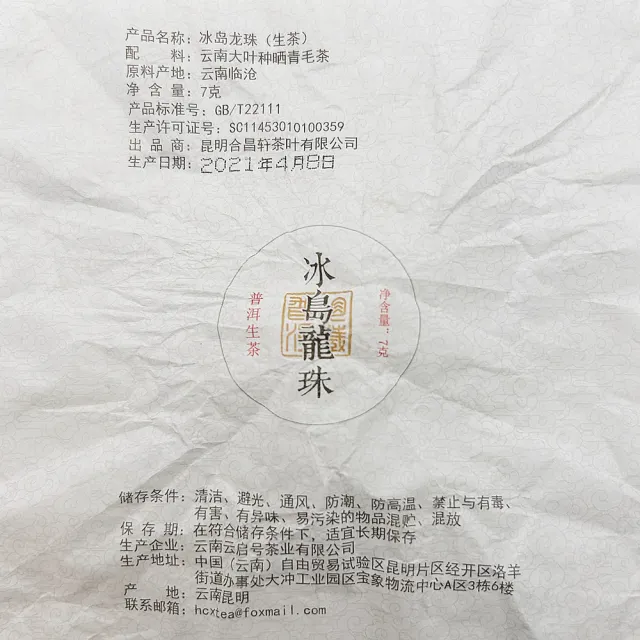 产品名称：冰岛龙珠（生茶）
配　　料：云南大叶种晒青毛茶
原料产地：云南临沧
净 含 量：7克
产品标准号：GB/T22111
生产许可证号：SC11453010100359
出 品 商：昆明合昌轩茶叶有限公司
生产日期：2021年4月8日
冰島龍珠
普洱生茶
净含量：7克
储存条件：清洁、避光、通风、防潮、防高温、禁止与有毒、
有害、有异味、易污染的物品混贮、混放
保 存 期：在符合储存条件下，适宜长期保存
生产企业：云南云启号茶业有限公司
生产地址：中国（云南）自由贸易试验区昆明片区经开区洛羊
街道办事处大冲工业园区宝象物流中心A区3栋6楼
产　　地：云南昆明
联系邮箱：hcxtea@foxmail.com